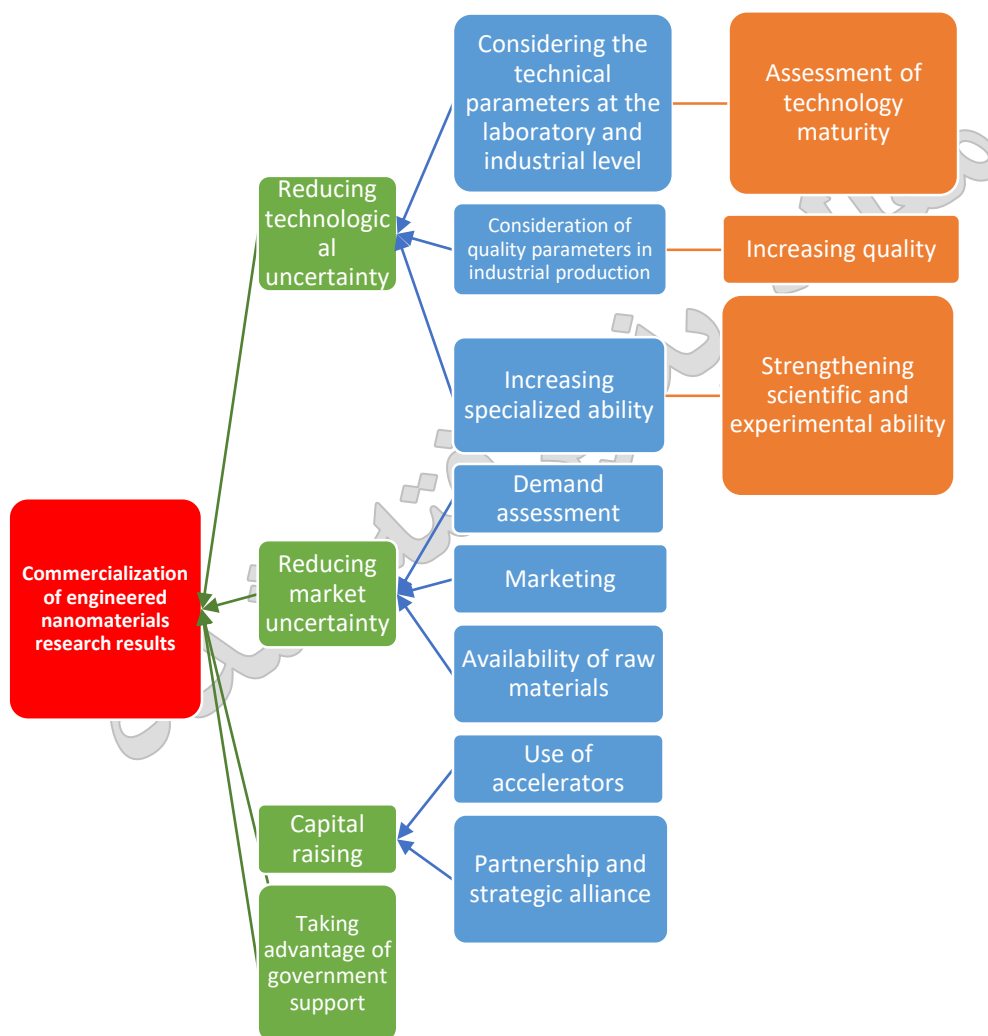 Considering the
technical
parameters at the
laboratory and
industrial level
Assessment of
technology
maturity
Reducing
technologic
al
uncertainty
Consideration of
quality parameters in
industrial production
Increasing quality
Increasing
specialized ability
Strengthening
scientific and
experimental ability
Demand
assessment
Commercialization
of engineered
nanomaterials
research results
Reducing
market
uncertainty
Marketing
Availability of raw
materials
Use of
accelerators
Capital
raising
Partnership and
strategic alliance
Taking
advantage of
government
support